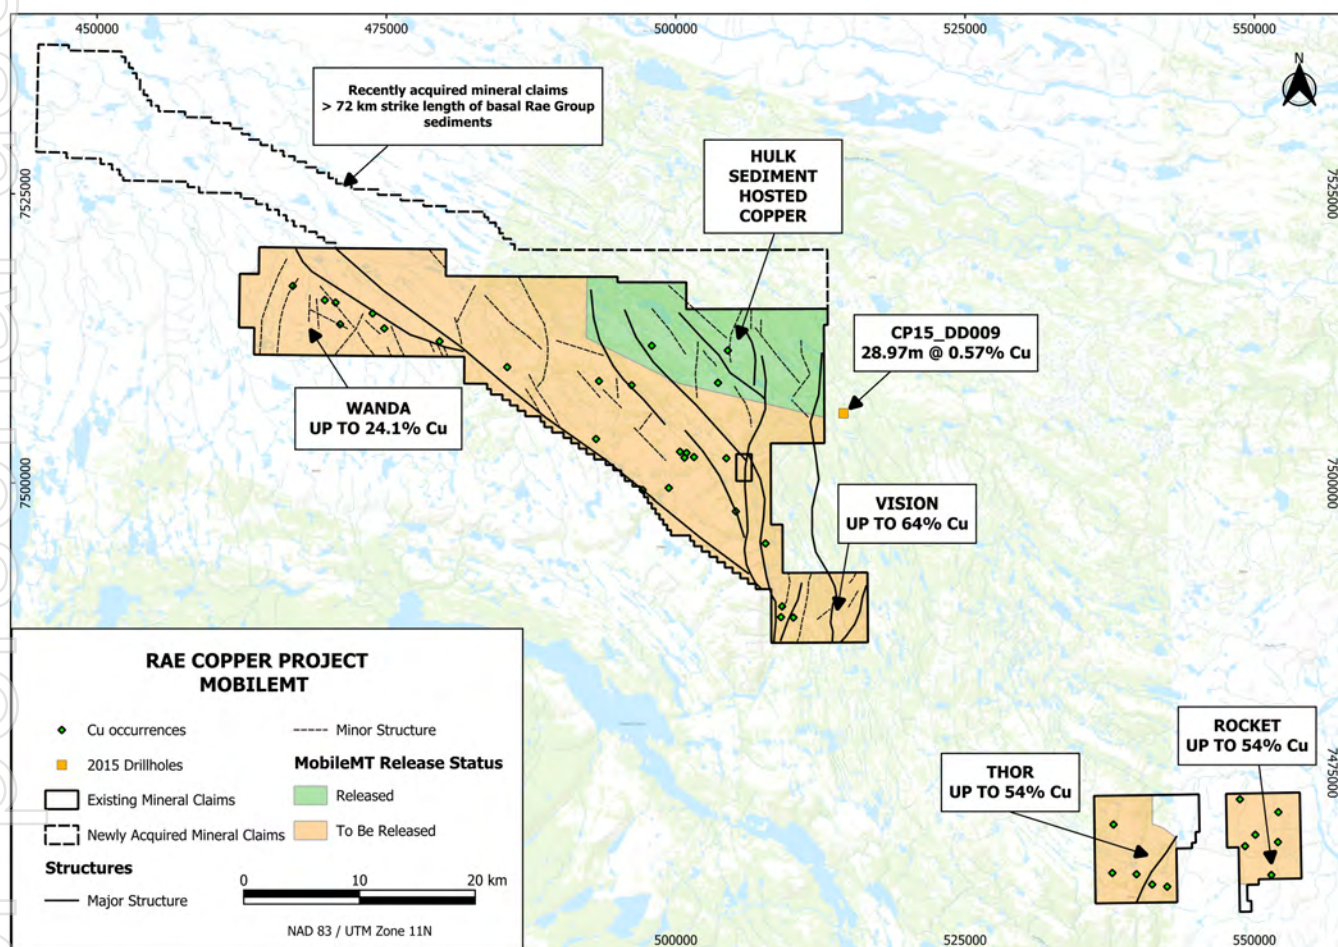 450000
475000
500000
525000
550000
N
Recently acquired mineral claims
> 72 km strike length of basal Rae Group
sediments
HULK
SEDIMENT
HOSTED
COPPER
7525000
7525000
CP15_DD009
28.97m @ 0.57% Cu
WANDA
UP TO 24.1% Cu
7500000
7500000
VISION
UP TO 64% Cu
RAE COPPER PROJECT
MOBILEMT
Cu occurrences
2015 Drillholes
Existing Mineral Claims
Newly Acquired Mineral Claims
Structures
Major Structure
Minor Structure
MobileMT Release Status
Released
To Be Released
0
10
20 km
NAD 83 / UTM Zone 11N
ROCKET
UP TO 54% Cu
THOR
UP TO 54% Cu
7475000
500000
525000
550000